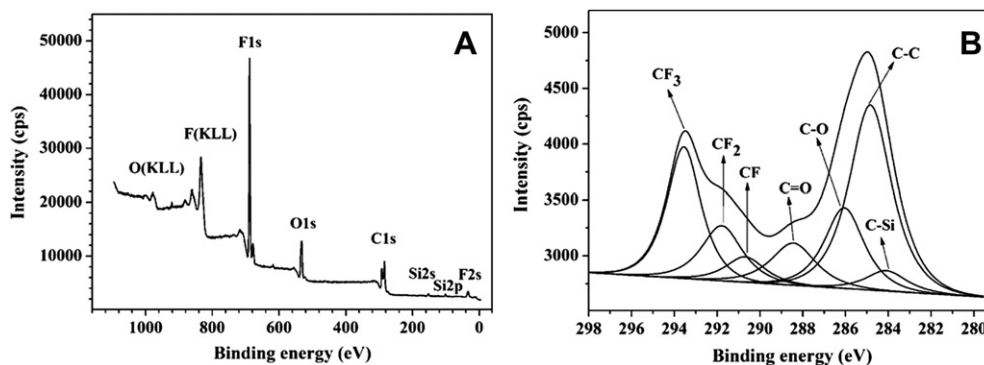 A
50000
40000
30000
20000
10000
0
1000
800
600
400
200
0
Intensity (cps)
Binding energy (eV)
F1s
F(KLL)
O(KLL)
O1s
C1s
Si2s
Si2p
F2s
B
5000
4500
4000
3500
3000
298
296
294
292
290
288
286
284
282
280
Intensity (cps)
Binding energy (eV)
CF3
CF2
CF
C=O
C-O
C-C
C-Si